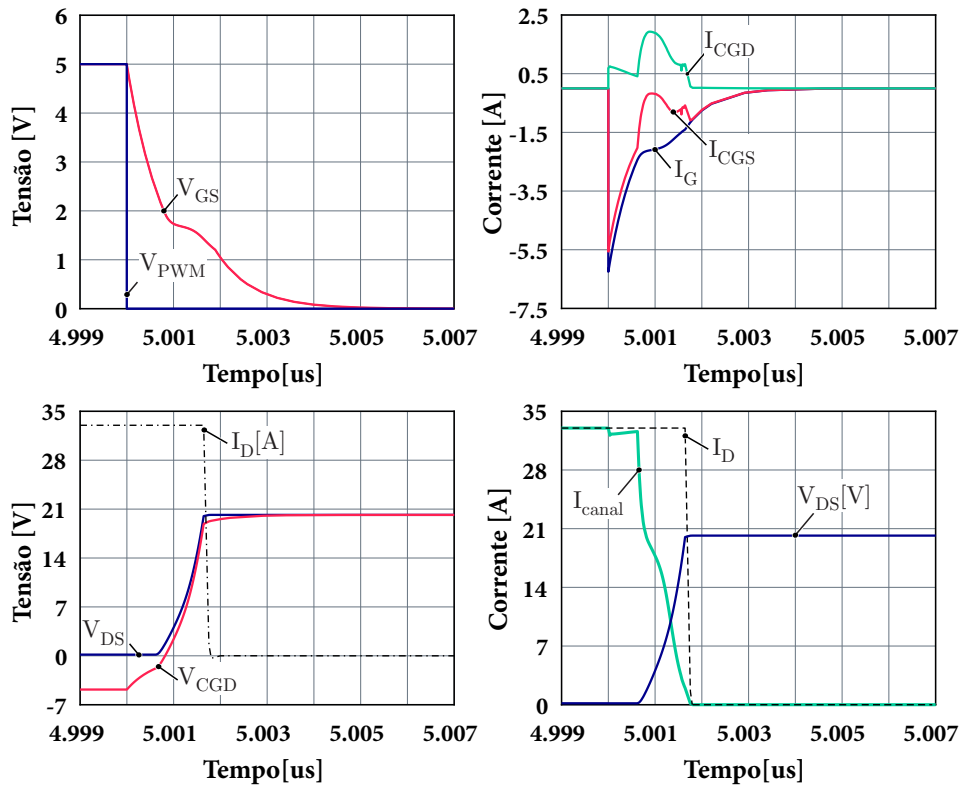 6
5
4
3
2
1
0
Tensão [V]
V_GS
V_PWM
4.999 5.001 5.003 5.005 5.007
Tempo[us]
2.5
0.5
-1.5
-3.5
-5.5
-7.5
Corrente [A]
I_CGD
I_CGS
I_G
4.999 5.001 5.003 5.005 5.007
Tempo[us]
35
28
21
14
7
0
-7
Tensão [V]
I_D[A]
V_DS
V_CGD
4.999 5.001 5.003 5.005 5.007
Tempo[us]
35
28
21
14
7
0
Corrente [A]
I_D
I_canal
V_DS[V]
4.999 5.001 5.003 5.005 5.007
Tempo[us]